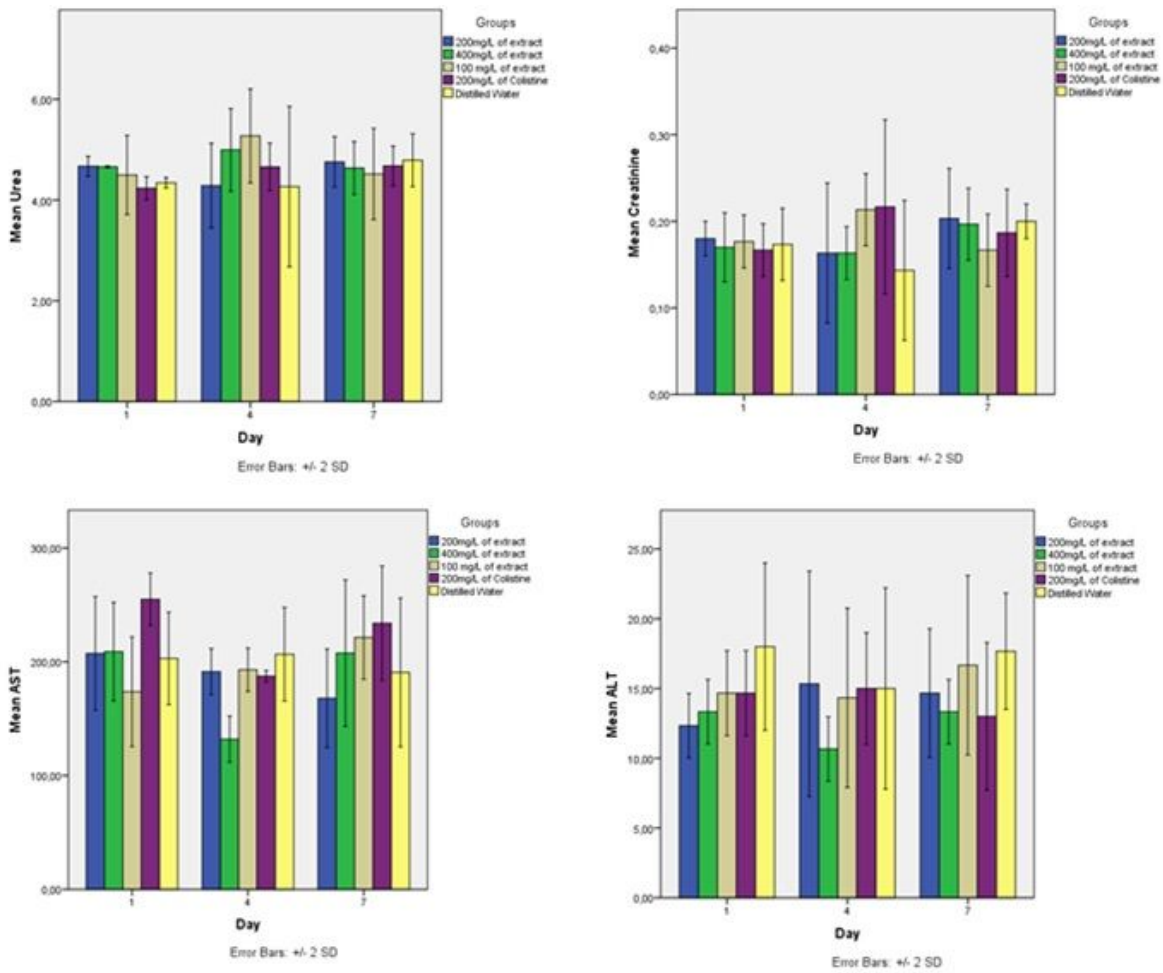 Groups
200mg/L of extract
400mg/L of extract
100 mg/L of extract
200mg/L of Colistine
Distilled Water
Mean Urea
6,00
4,00
2,00
0,00
1 4 7
Day
Error Bars: +/- 2 SD
Groups
200mg/L of extract
400mg/L of extract
100 mg/L of extract
200mg/L of Colistine
Distilled Water
Mean Creatinine
0,40
0,30
0,20
0,10
0,00
1 4 7
Day
Error Bars: +/- 2 SD
Groups
200mg/L of extract
400mg/L of extract
100 mg/L of extract
200mg/L of Colistine
Distilled Water
Mean AST
300,00
200,00
100,00
0,00
1 4 7
Day
Error Bars: +/- 2 SD
Groups
200mg/L of extract
400mg/L of extract
100 mg/L of extract
200mg/L of Colistine
Distilled Water
Mean ALT
25,00
20,00
15,00
10,00
5,00
0,00
1 4 7
Day
Error Bars: +/- 2 SD